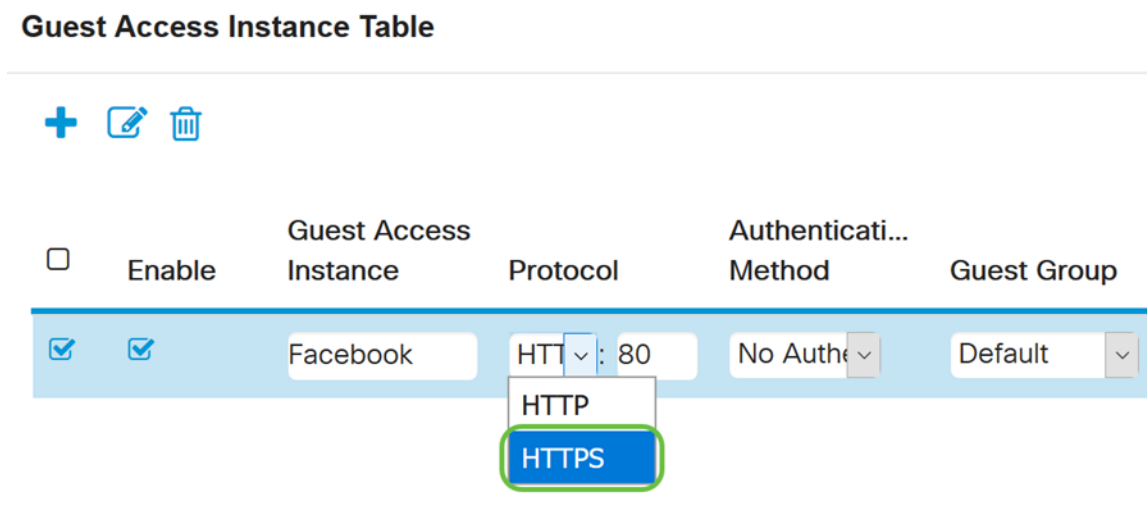 Guest Access Instance Table
Guest Access Authenticati...
Enable Instance Protocol Method Guest Group
Facebook HTT : 80 No Authe Default
HTTP
HTTPS